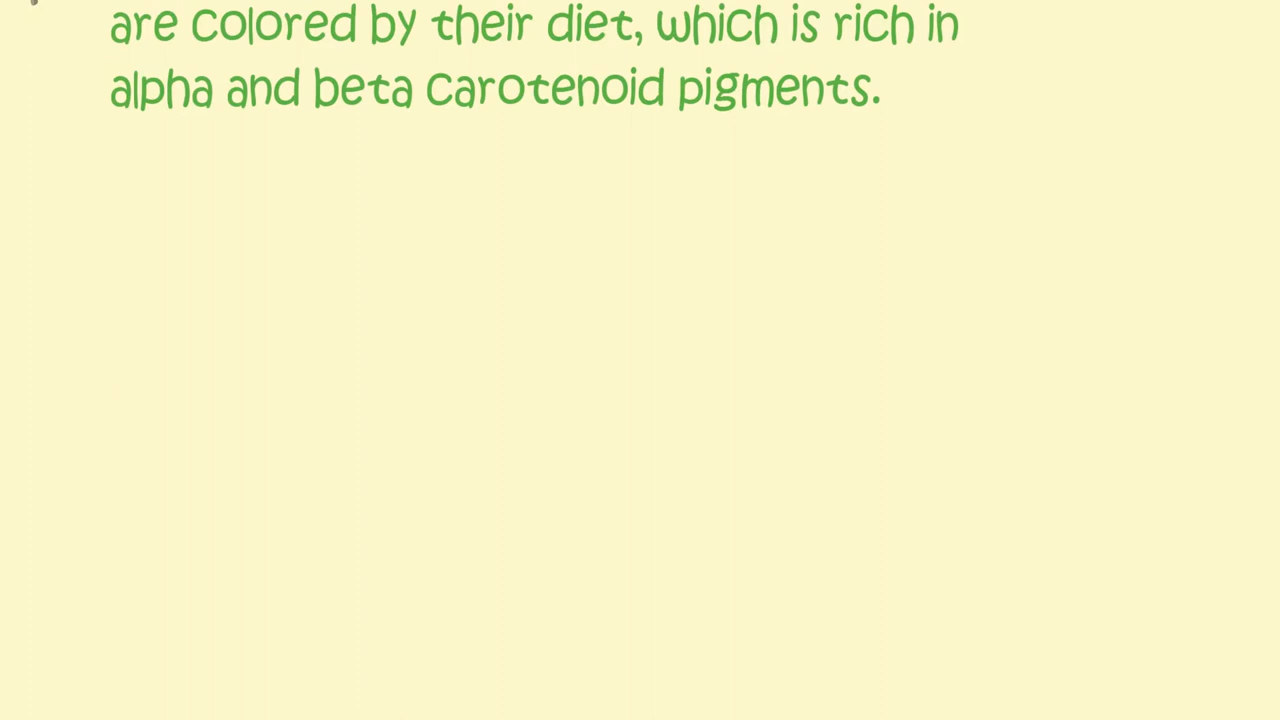 are colored by their diet, which is rich in
alpha and beta carotenoid pigments.